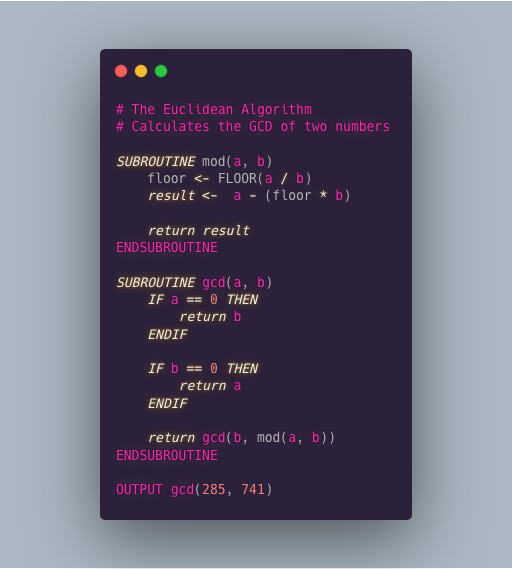 # The Euclidean Algorithm
# Calculates the GCD of two numbers

SUBROUTINE mod(a, b)
    floor <- FLOOR(a / b)
    result <-  a - (floor * b)

    return result
ENDSUBROUTINE

SUBROUTINE gcd(a, b)
    IF a == 0 THEN
        return b
    ENDIF

    IF b == 0 THEN
        return a
    ENDIF

    return gcd(b, mod(a, b))
ENDSUBROUTINE

OUTPUT gcd(285, 741)